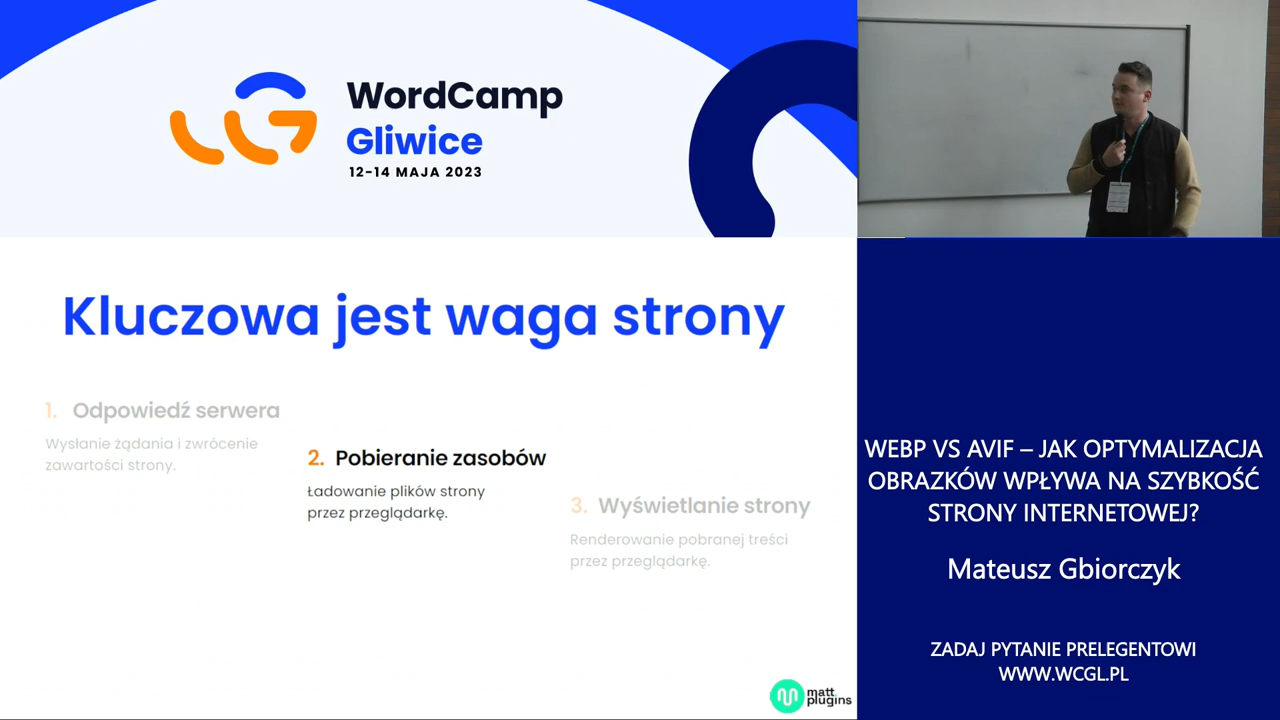 WordCamp
Gliwice
12-14 MAJA 2023
Kluczowa jest waga strony
1. Odpowiedź serwera
Wysłanie żądania i zwrócenie
zawartości strony.
2. Pobieranie zasobów
Ładowanie plików strony
przez przeglądarkę.
3. Wyświetlanie strony
Renderowanie pobranej treści
przez przeglądarkę.
matt
plugins
WEBP VS AVIF – JAK OPTYMALIZACJA
OBRAZKÓW WPŁYWA NA SZYBKOŚĆ
STRONY INTERNETOWEJ?
Mateusz Gbiorczyk
ZADAJ PYTANIE PRELEGENTOWI
WWW.WCGL.PL